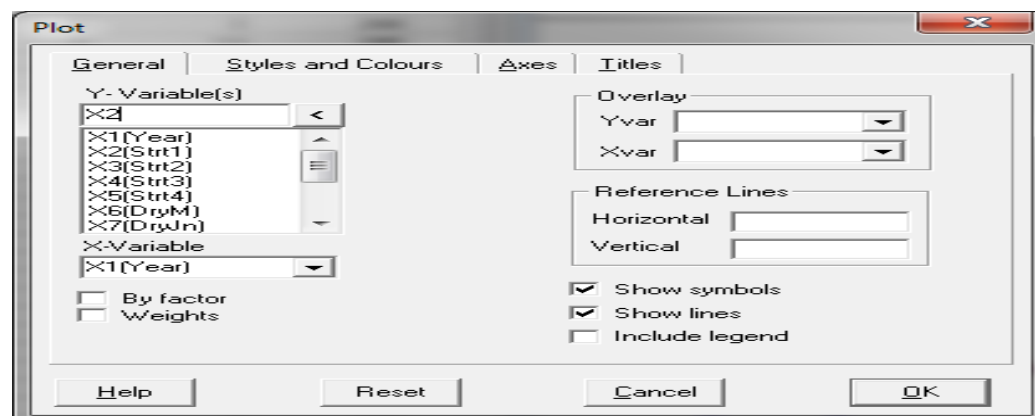 Plot
General
Styles and Colours
Axes
Titles
Y- Variable(s)
X2
<
X1(Year)
X2(Strt1)
X3(Strt2)
X4(Strt3)
X5(Strt4)
X6(DryM)
X7(DryJn)
X-Variable
X1(Year)
By factor
Weights
Overlay
Yvar
Xvar
Reference Lines
Horizontal
Vertical
Show symbols
Show lines
Include legend
Help
Reset
Cancel
OK